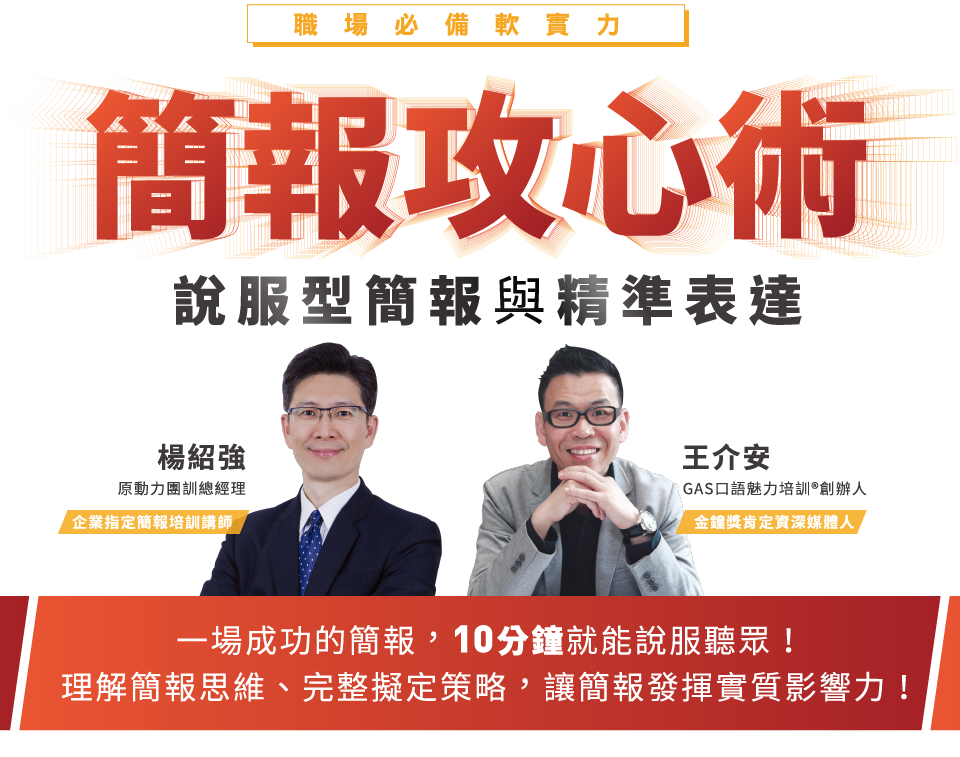 職場必備軟實力
簡報攻心術
說服型簡報與精準表達
楊紹強
原動力團訓總經理
企業指定簡報培訓講師
王介安
GAS口語魅力培訓®創辦人
金鐘獎肯定資深媒體人
一場成功的簡報，10分鐘就能說服聽眾！
理解簡報思維、完整擬定策略，讓簡報發揮實質影響力！